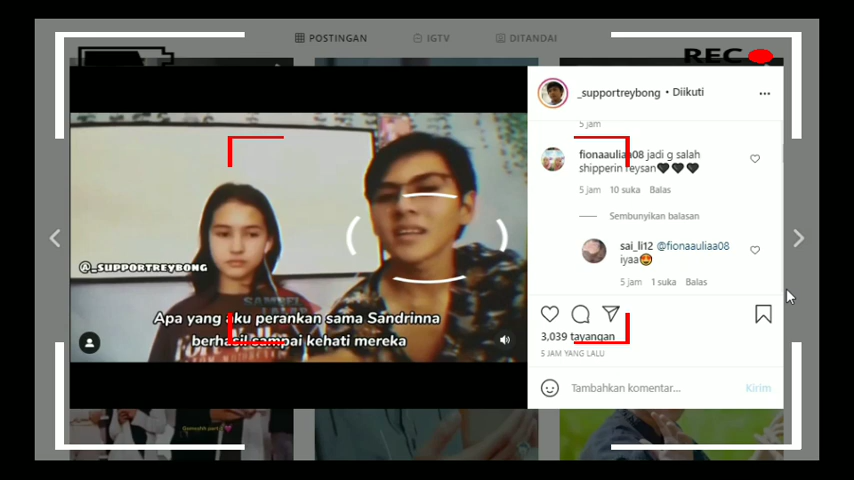 POSTINGAN
IGTV
DITANDAI
REC
_supportreybong • Diikuti
5 jam
fionaauliaa08 jadi g salah
shipperin reysan🖤🖤🖤
5 jam 10 suka Balas
Sembunyikan balasan
sai_li12 @fionaauliaa08
iyaa🤩
5 jam 1 suka Balas
@_SUPPORTREYBONG
Apa yang aku perankan sama Sandrinna
berhasil sampai kehati mereka
3,039 tayangan
5 JAM YANG LALU
Tambahkan komentar...
Kirim